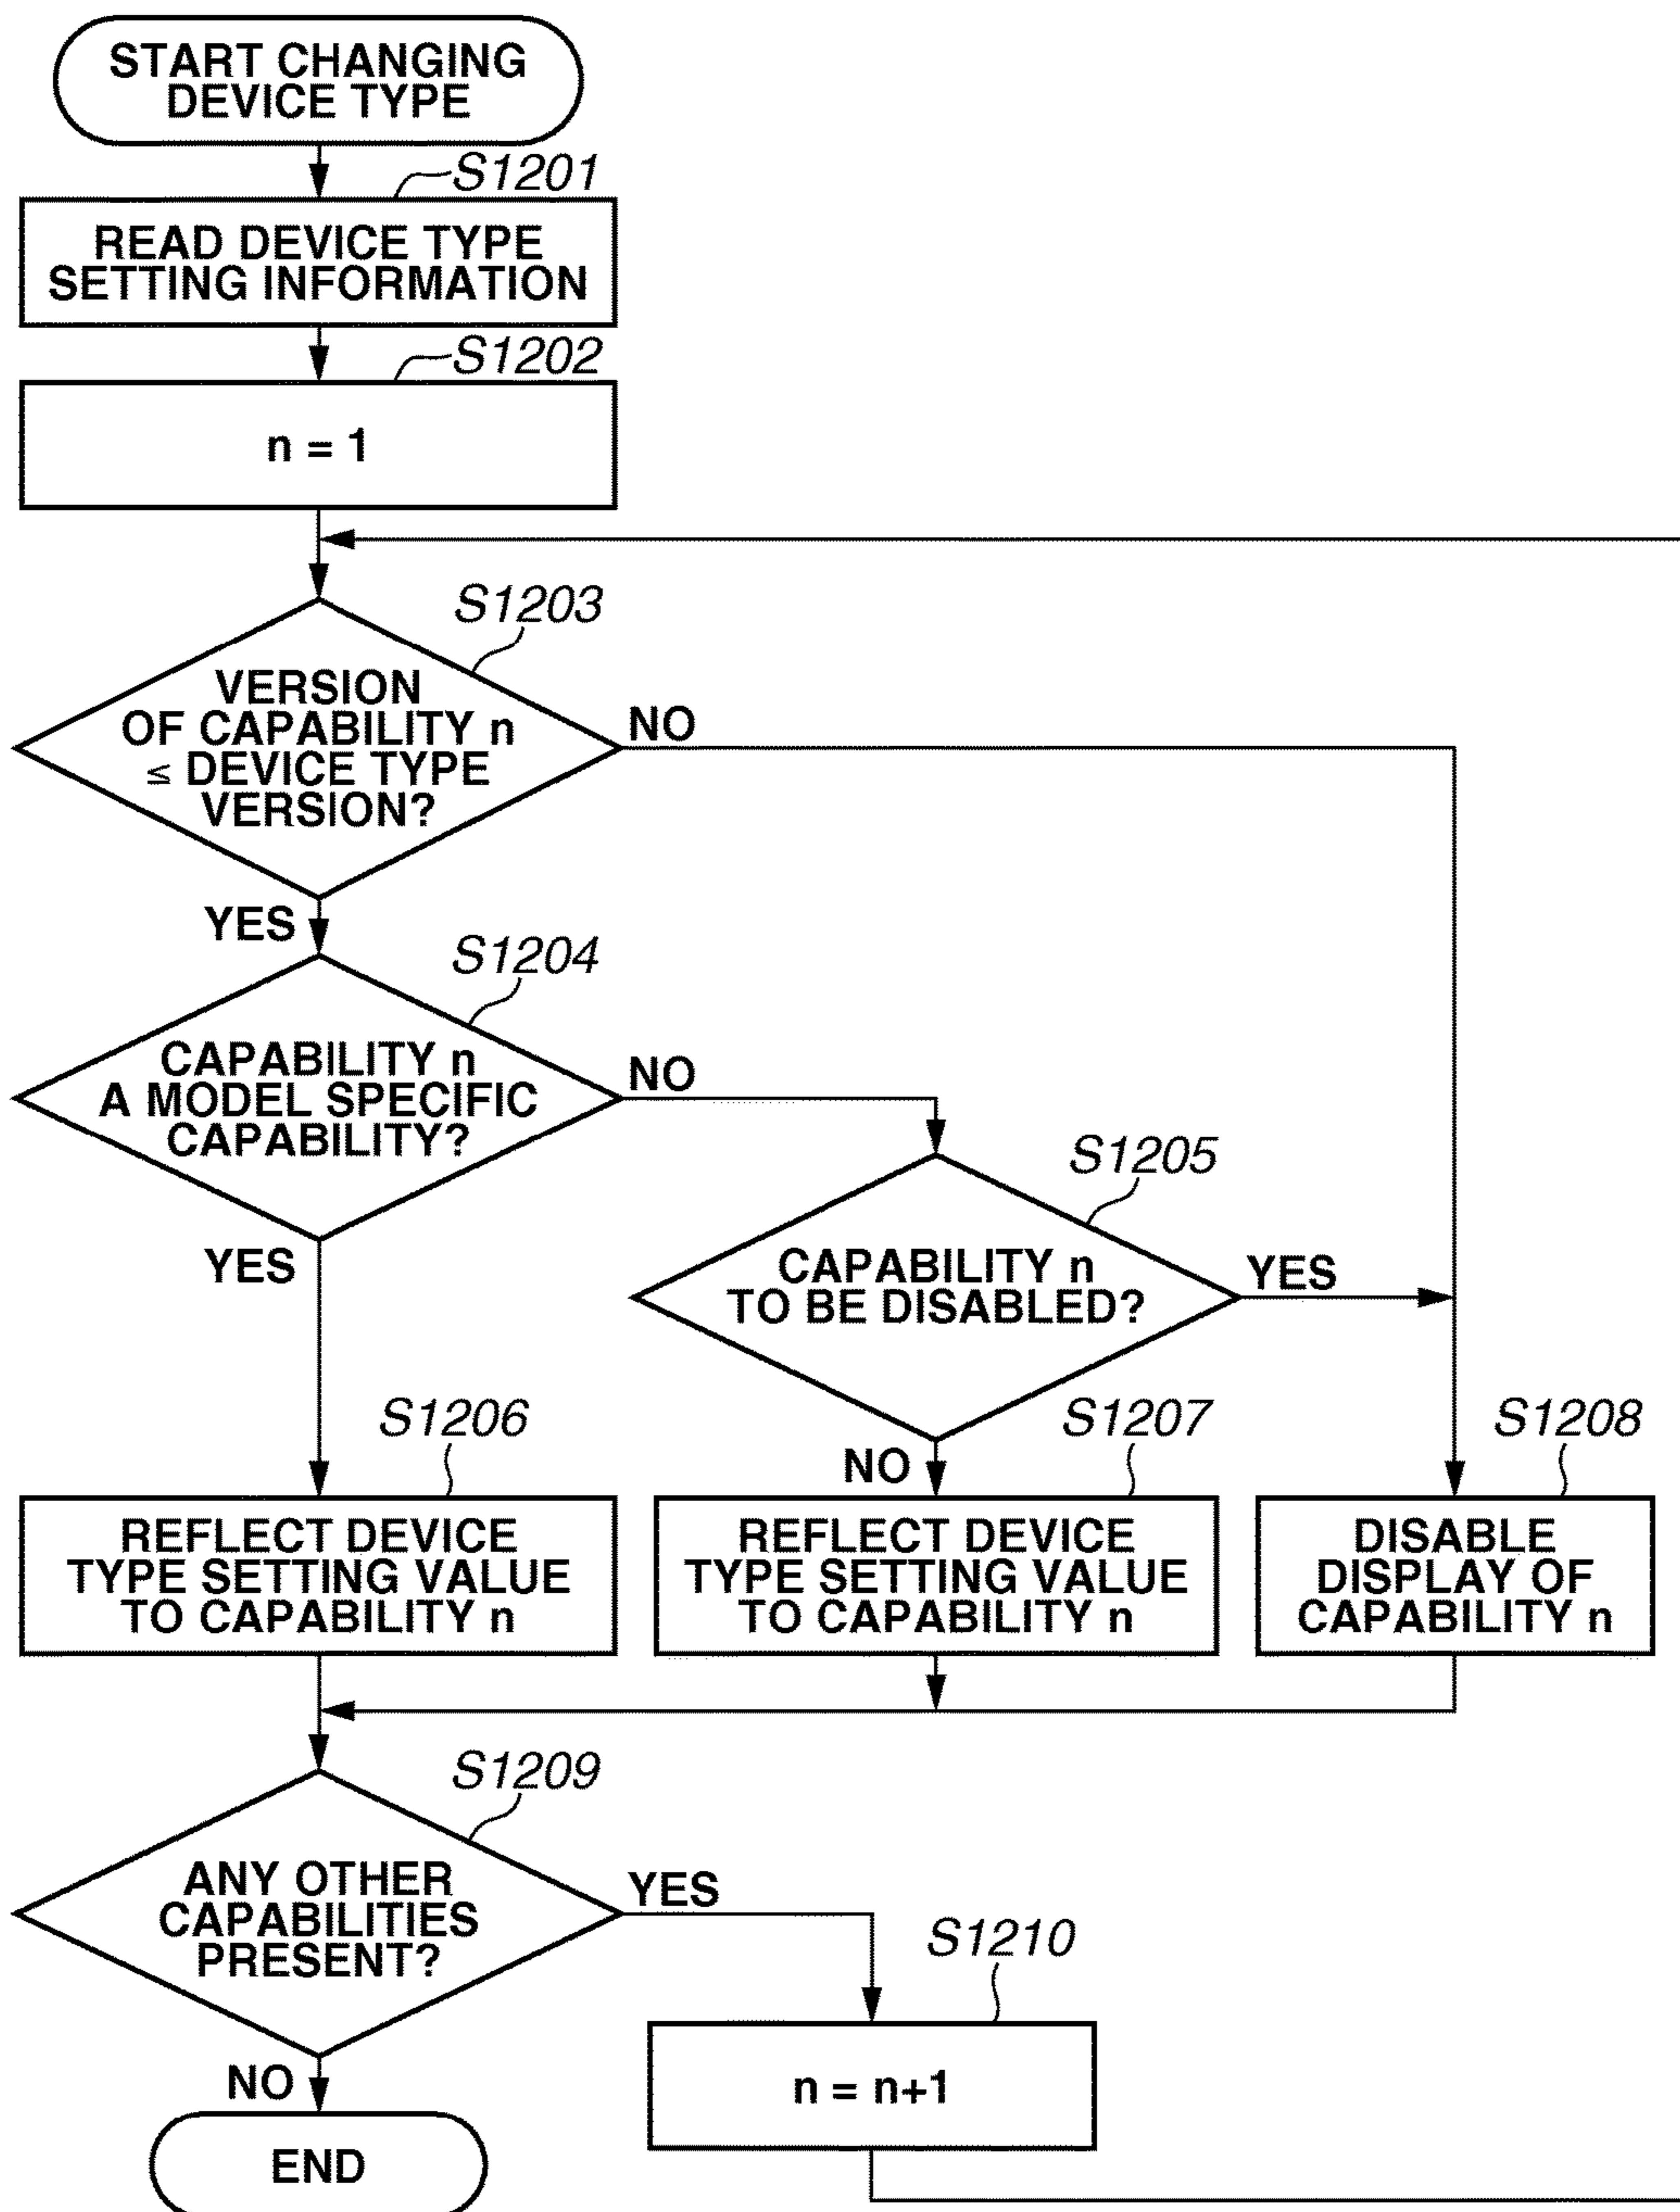 START CHANGING
DEVICE TYPE
S1201
READ DEVICE TYPE
SETTING INFORMATION
S1202
n = 1
S1203
VERSION
OF CAPABILITY n
≤ DEVICE TYPE
VERSION?
NO
YES
S1204
CAPABILITY n
A MODEL SPECIFIC
CAPABILITY?
NO
YES
S1205
CAPABILITY n
TO BE DISABLED?
YES
NO
S1206
REFLECT DEVICE
TYPE SETTING VALUE
TO CAPABILITY n
S1207
REFLECT DEVICE
TYPE SETTING VALUE
TO CAPABILITY n
S1208
DISABLE
DISPLAY OF
CAPABILITY n
S1209
ANY OTHER
CAPABILITIES
PRESENT?
YES
S1210
n = n+1
NO
END